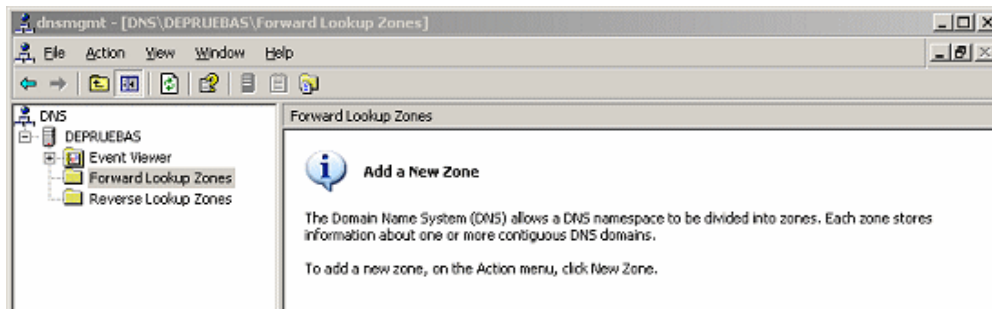 dnsmgmt - [DNS\DEPRUEBAS\Forward Lookup Zones]
File Action View Window Help
DNS
DEPRUEBAS
Event Viewer
Forward Lookup Zones
Reverse Lookup Zones
Forward Lookup Zones
Add a New Zone
The Domain Name System (DNS) allows a DNS namespace to be divided into zones. Each zone stores
information about one or more contiguous DNS domains.
To add a new zone, on the Action menu, click New Zone.